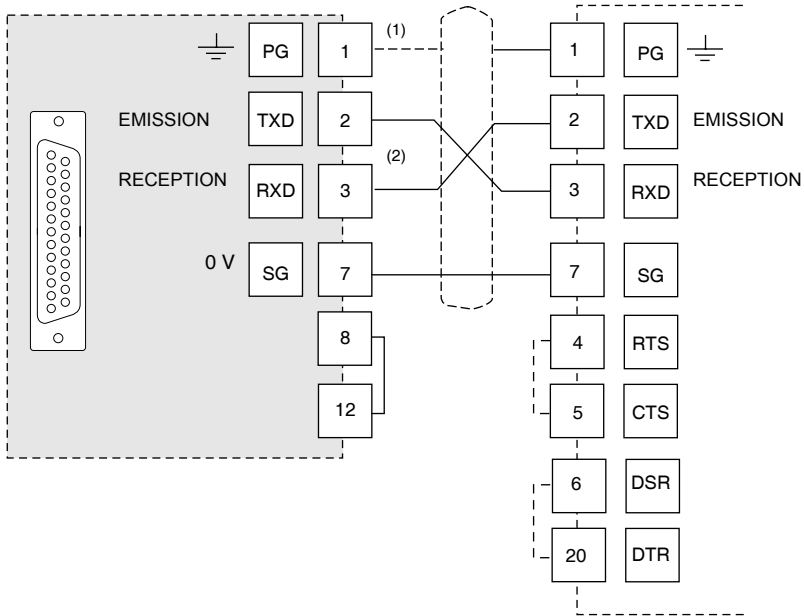 PG 1 (1) 1 PG
EMISSION TXD 2 2 TXD EMISSION
RECEPTION RXD 3 (2) 3 RXD RECEPTION
0 V SG 7 7 SG
8 4 RTS
12 5 CTS
6 DSR
20 DTR